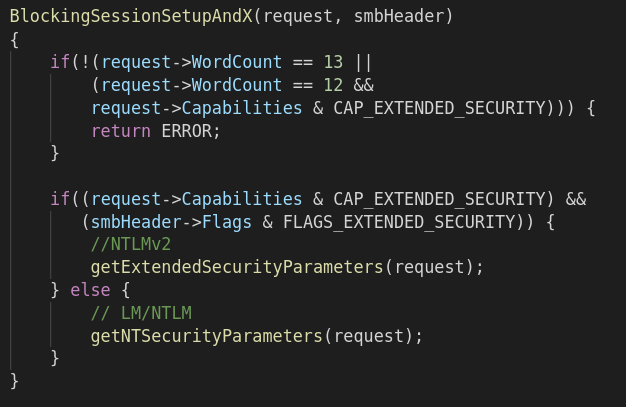 BlockingSessionSetupAndX(request, smbHeader)
{
    if(!(request->WordCount == 13 ||
        (request->WordCount == 12 &&
        request->Capabilities & CAP_EXTENDED_SECURITY))) {
        return ERROR;
    }

    if((request->Capabilities & CAP_EXTENDED_SECURITY) &&
       (smbHeader->Flags & FLAGS_EXTENDED_SECURITY)) {
        //NTLMv2
        getExtendedSecurityParameters(request);
    } else {
        // LM/NTLM
        getNTSecurityParameters(request);
    }
}